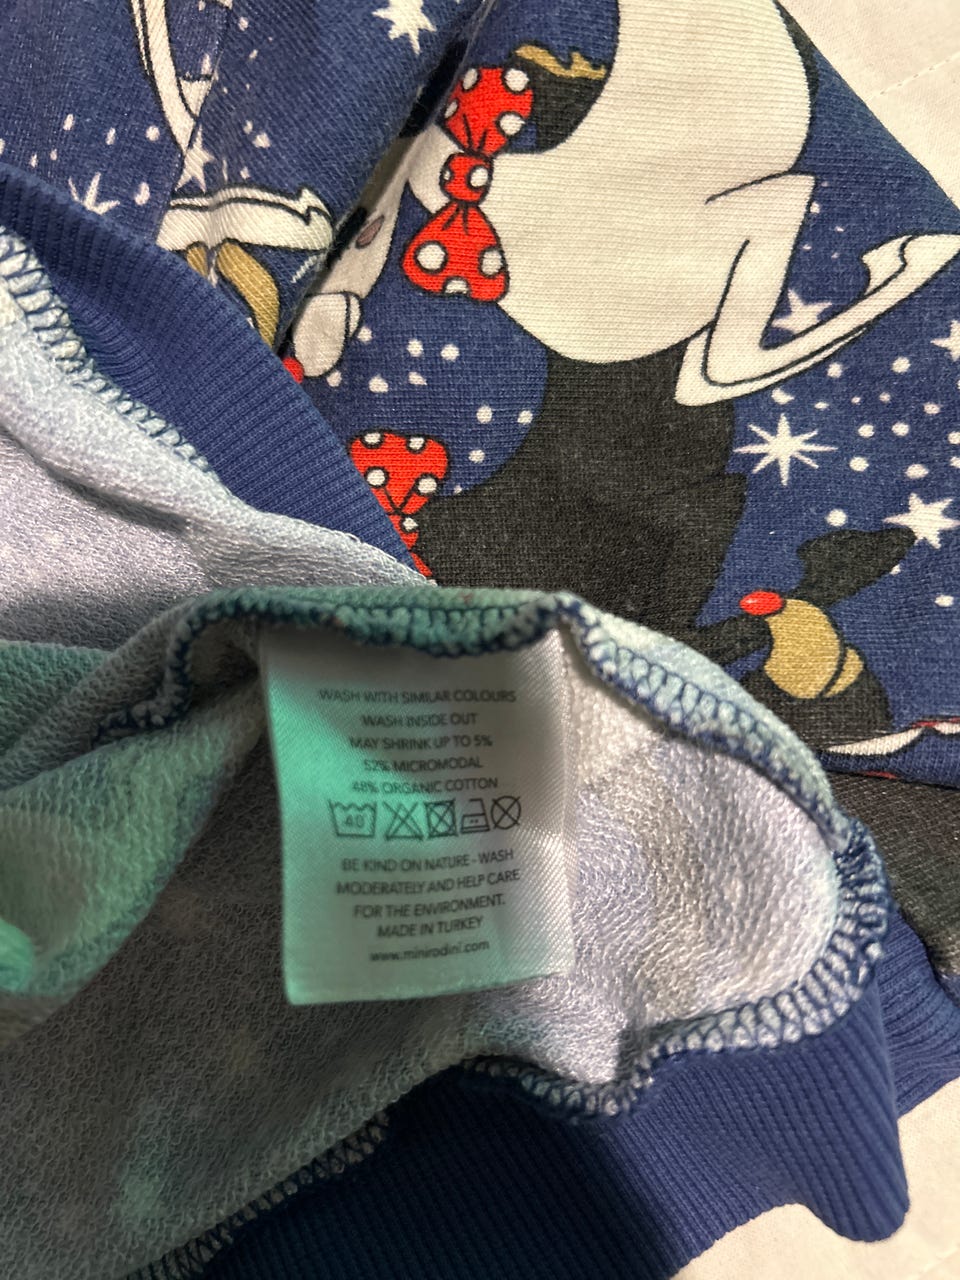 WASH WITH SIMILAR COLOURS
WASH INSIDE OUT
MAY SHRINK UP TO 5%
52% MICROMODAL
48% ORGANIC COTTON
40
BE KIND ON NATURE - WASH
MODERATELY AND HELP CARE
FOR THE ENVIRONMENT.
MADE IN TURKEY
www.minirodini.com